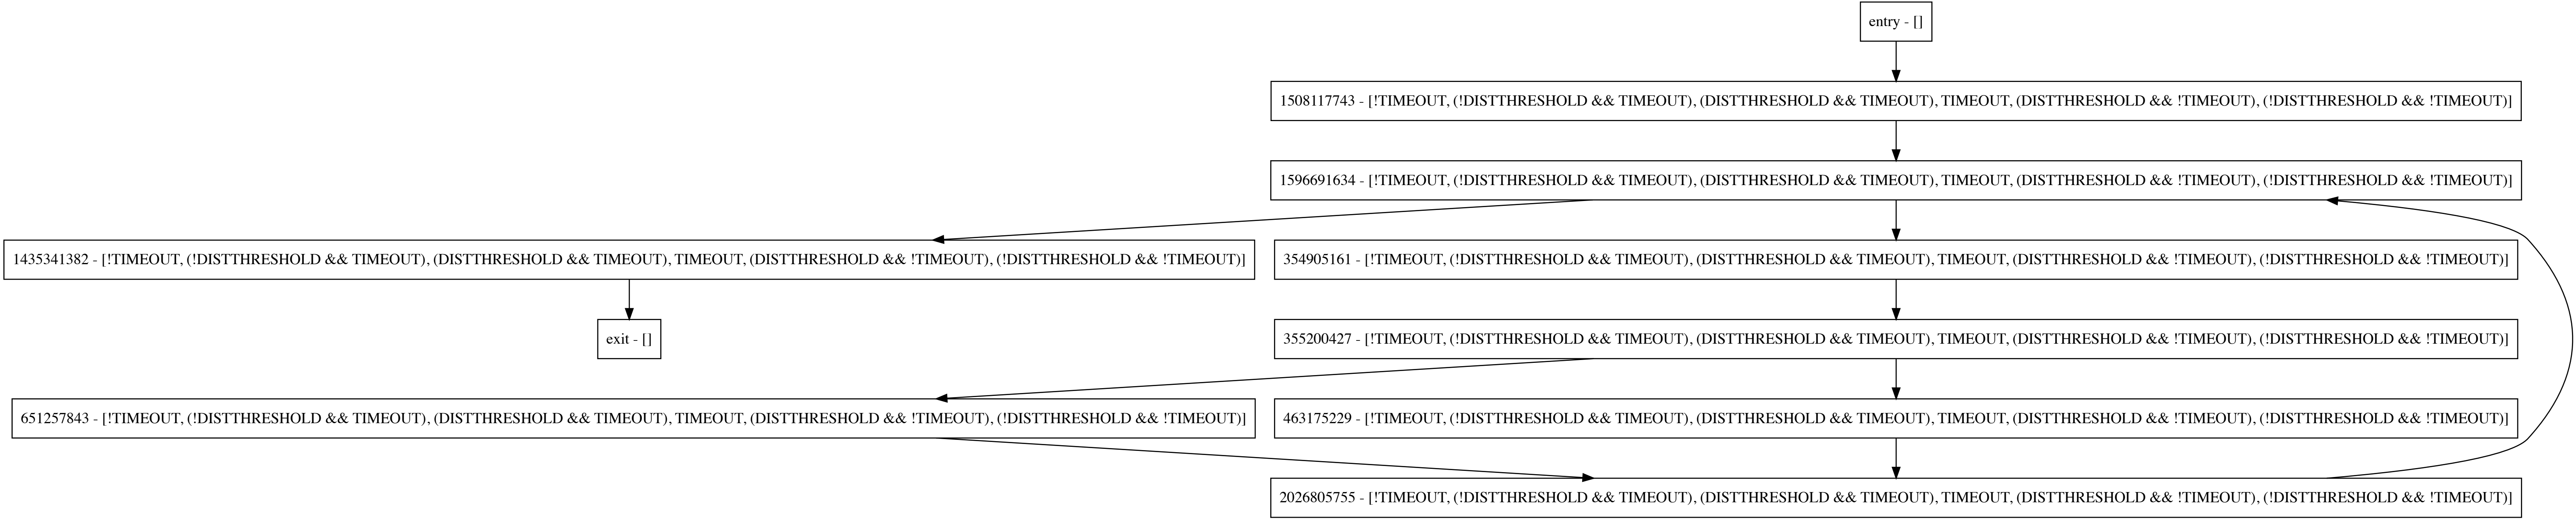 entry - []
1508117743 - [!TIMEOUT, (!DISTTHRESHOLD && TIMEOUT), (DISTTHRESHOLD && TIMEOUT), TIMEOUT, (DISTTHRESHOLD && !TIMEOUT), (!DISTTHRESHOLD && !TIMEOUT)]
1596691634 - [!TIMEOUT, (!DISTTHRESHOLD && TIMEOUT), (DISTTHRESHOLD && TIMEOUT), TIMEOUT, (DISTTHRESHOLD && !TIMEOUT), (!DISTTHRESHOLD && !TIMEOUT)]
1435341382 - [!TIMEOUT, (!DISTTHRESHOLD && TIMEOUT), (DISTTHRESHOLD && TIMEOUT), TIMEOUT, (DISTTHRESHOLD && !TIMEOUT), (!DISTTHRESHOLD && !TIMEOUT)]
354905161 - [!TIMEOUT, (!DISTTHRESHOLD && TIMEOUT), (DISTTHRESHOLD && TIMEOUT), TIMEOUT, (DISTTHRESHOLD && !TIMEOUT), (!DISTTHRESHOLD && !TIMEOUT)]
exit - []
355200427 - [!TIMEOUT, (!DISTTHRESHOLD && TIMEOUT), (DISTTHRESHOLD && TIMEOUT), TIMEOUT, (DISTTHRESHOLD && !TIMEOUT), (!DISTTHRESHOLD && !TIMEOUT)]
651257843 - [!TIMEOUT, (!DISTTHRESHOLD && TIMEOUT), (DISTTHRESHOLD && TIMEOUT), TIMEOUT, (DISTTHRESHOLD && !TIMEOUT), (!DISTTHRESHOLD && !TIMEOUT)]
463175229 - [!TIMEOUT, (!DISTTHRESHOLD && TIMEOUT), (DISTTHRESHOLD && TIMEOUT), TIMEOUT, (DISTTHRESHOLD && !TIMEOUT), (!DISTTHRESHOLD && !TIMEOUT)]
2026805755 - [!TIMEOUT, (!DISTTHRESHOLD && TIMEOUT), (DISTTHRESHOLD && TIMEOUT), TIMEOUT, (DISTTHRESHOLD && !TIMEOUT), (!DISTTHRESHOLD && !TIMEOUT)]